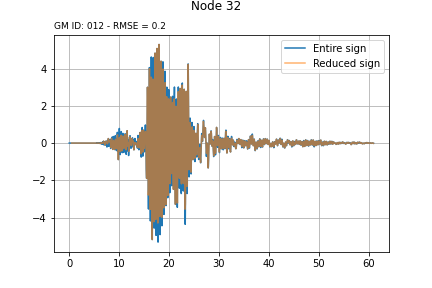 Node 32
GM ID: 012 - RMSE = 0.2
Entire sign
Reduced sign
4
2
0
−2
−4
0 10 20 30 40 50 60